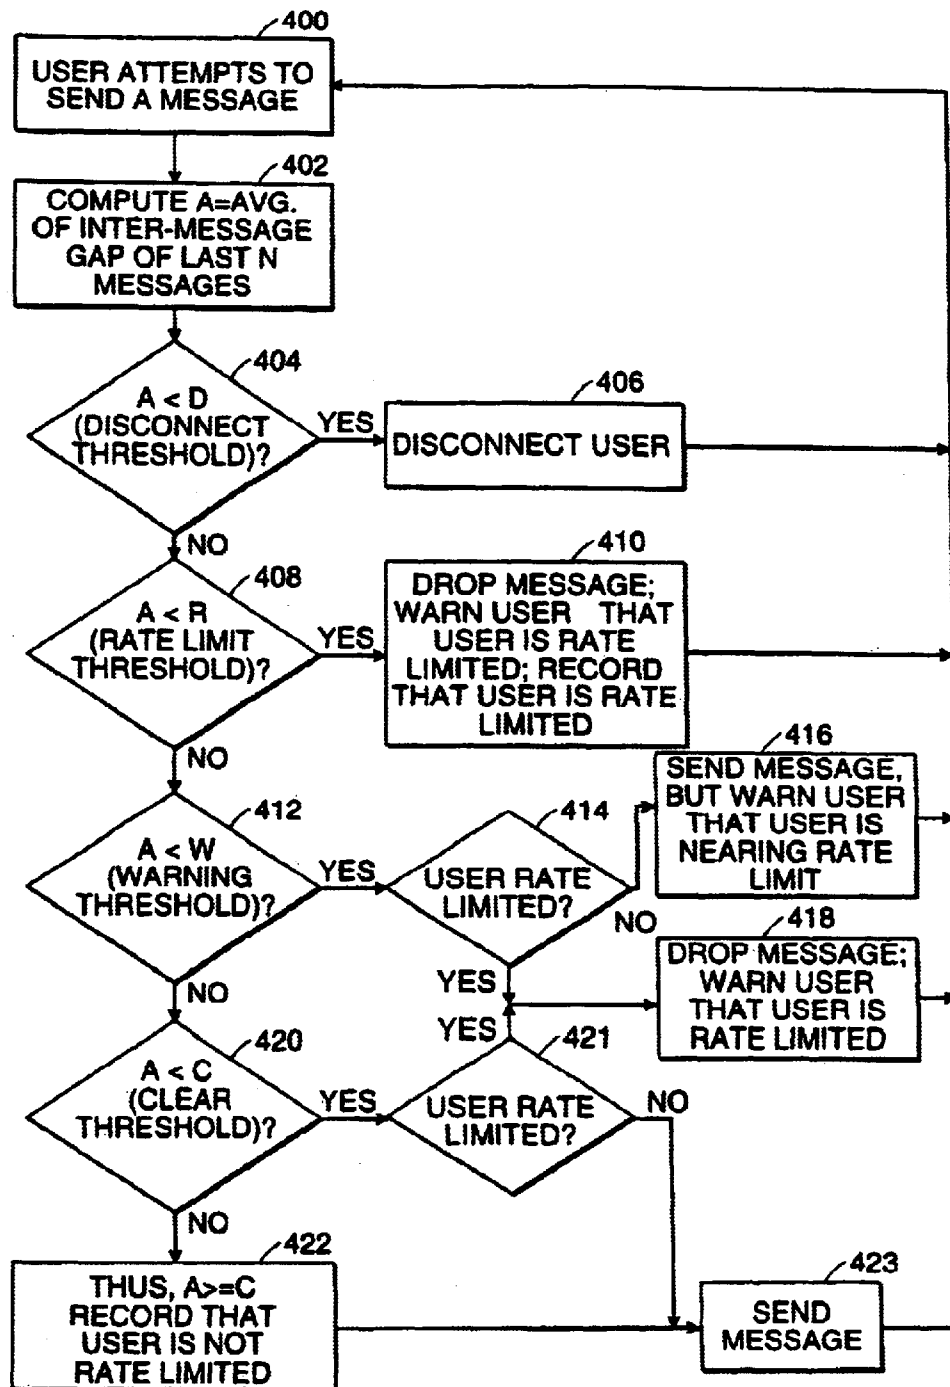 400
USER ATTEMPTS TO
SEND A MESSAGE
402
COMPUTE A=AVG.
OF INTER-MESSAGE
GAP OF LAST N
MESSAGES
404
A < D
(DISCONNECT
THRESHOLD)?
YES
406
DISCONNECT USER
NO
408
A < R
(RATE LIMIT
THRESHOLD)?
YES
410
DROP MESSAGE;
WARN USER THAT
USER IS RATE
LIMITED; RECORD
THAT USER IS RATE
LIMITED
NO
412
A < W
(WARNING
THRESHOLD)?
YES
414
USER RATE
LIMITED?
NO
416
SEND MESSAGE,
BUT WARN USER
THAT USER IS
NEARING RATE
LIMIT
YES
418
DROP MESSAGE;
WARN USER
THAT USER IS
RATE LIMITED
NO
420
A < C
(CLEAR
THRESHOLD)?
YES
YES
421
USER RATE
LIMITED?
NO
NO
422
THUS, A>=C
RECORD THAT
USER IS NOT
RATE LIMITED
423
SEND
MESSAGE